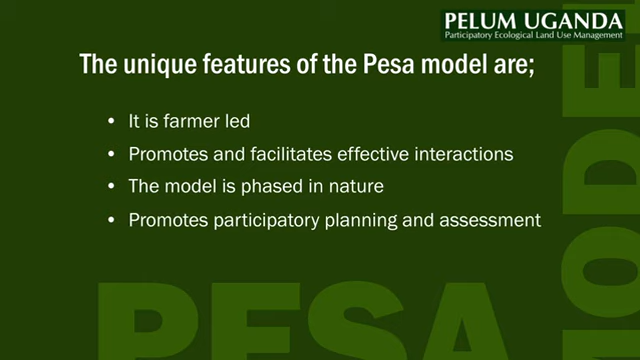 PELUM UGANDA
Participatory Ecological Land Use Management
The unique features of the Pesa model are;
• It is farmer led
• Promotes and facilitates effective interactions
• The model is phased in nature
• Promotes participatory planning and assessment
PESA
MODEL